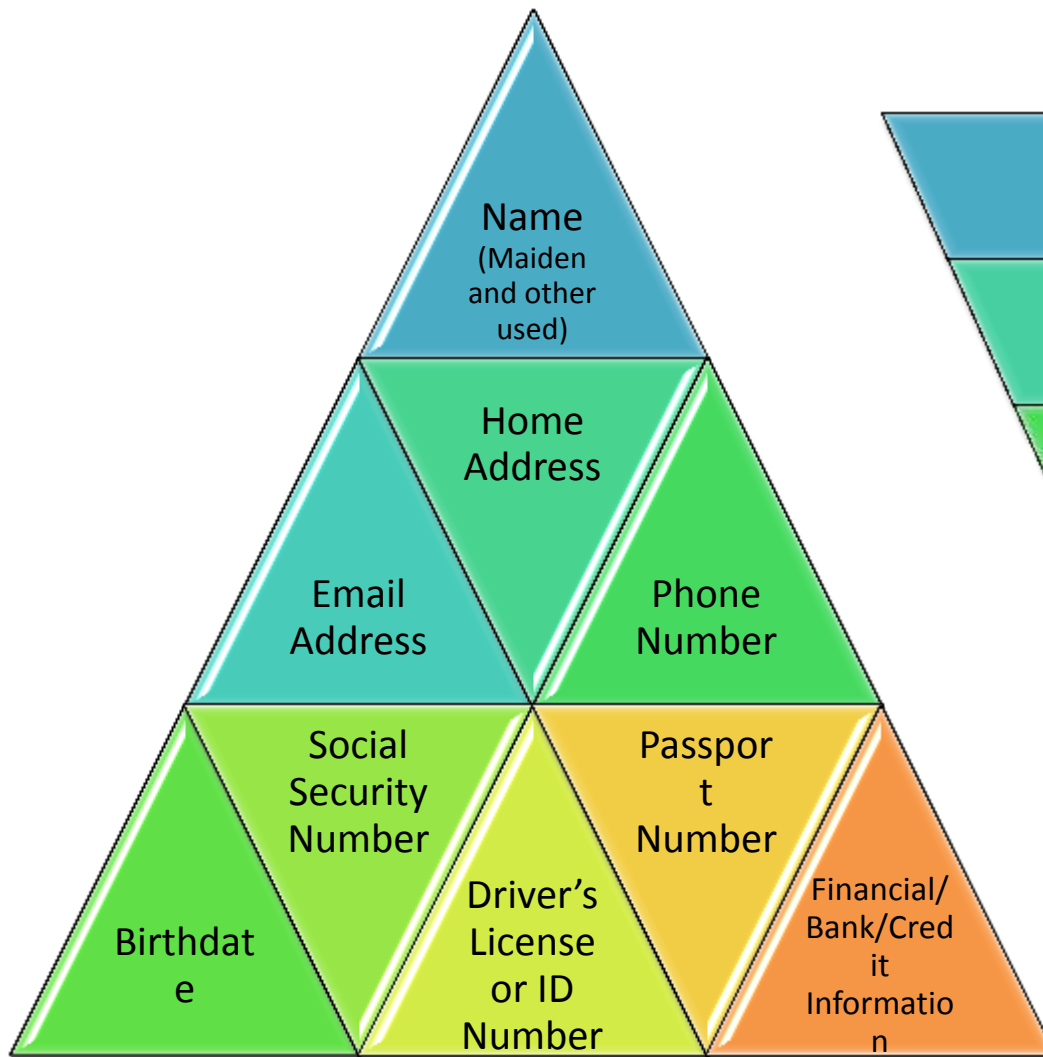 Name
(Maiden
and other
used)
Home
Address
Email
Address
Phone
Number
Birthdat
e
Social
Security
Number
Driver’s
License
or ID
Number
Passpor
t
Number
Financial/
Bank/Cred
it
Informatio
n